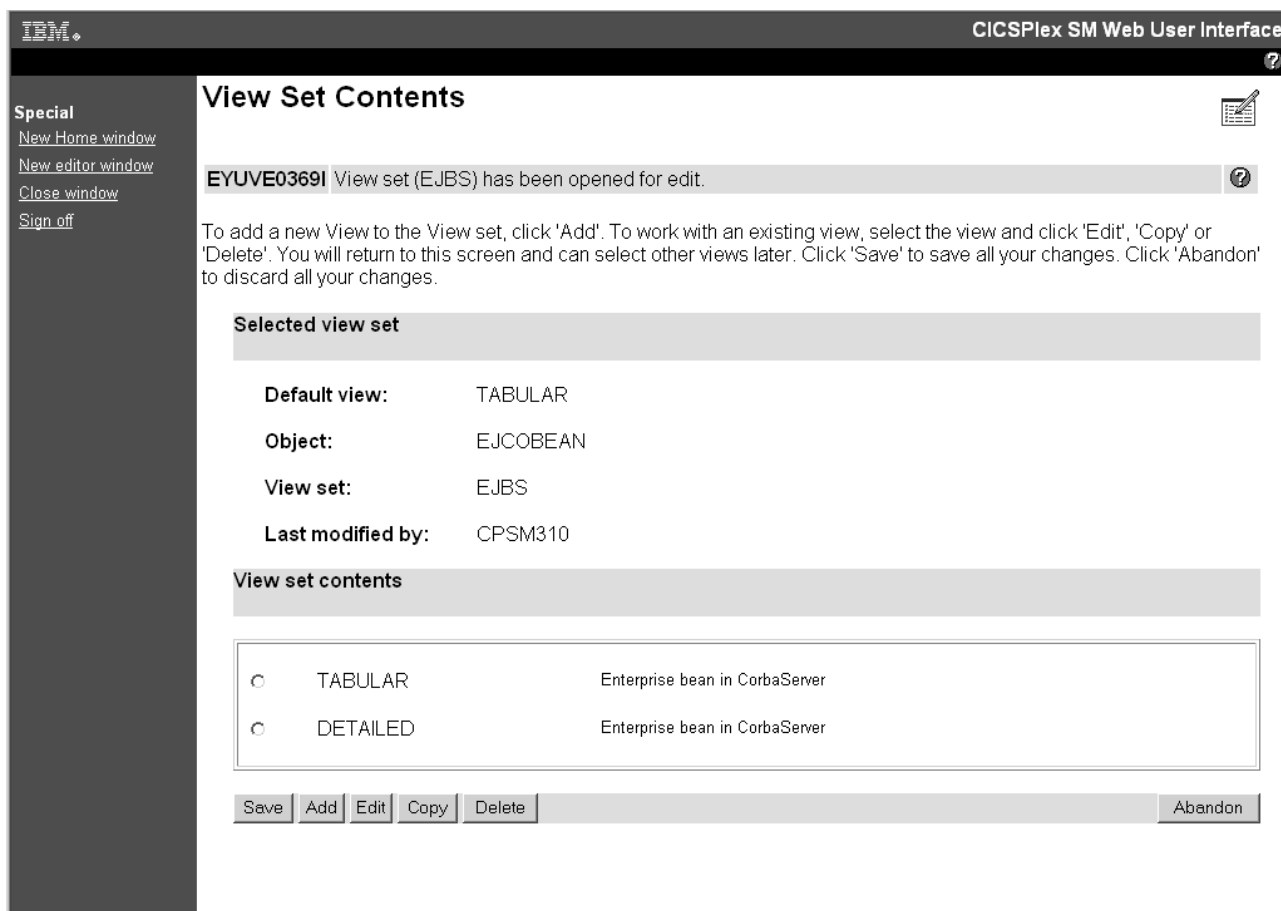 IBM
CICSPlex SM Web User Interface
?
Special
New Home window
New editor window
Close window
Sign off
View Set Contents
EYUVE0369I View set (EJBS) has been opened for edit. ?
To add a new View to the View set, click 'Add'. To work with an existing view, select the view and click 'Edit', 'Copy' or
'Delete'. You will return to this screen and can select other views later. Click 'Save' to save all your changes. Click 'Abandon'
to discard all your changes.
Selected view set
Default view: TABULAR
Object: EJCOBEAN
View set: EJBS
Last modified by: CPSM310
View set contents
TABULAR Enterprise bean in CorbaServer
DETAILED Enterprise bean in CorbaServer
Save Add Edit Copy Delete Abandon